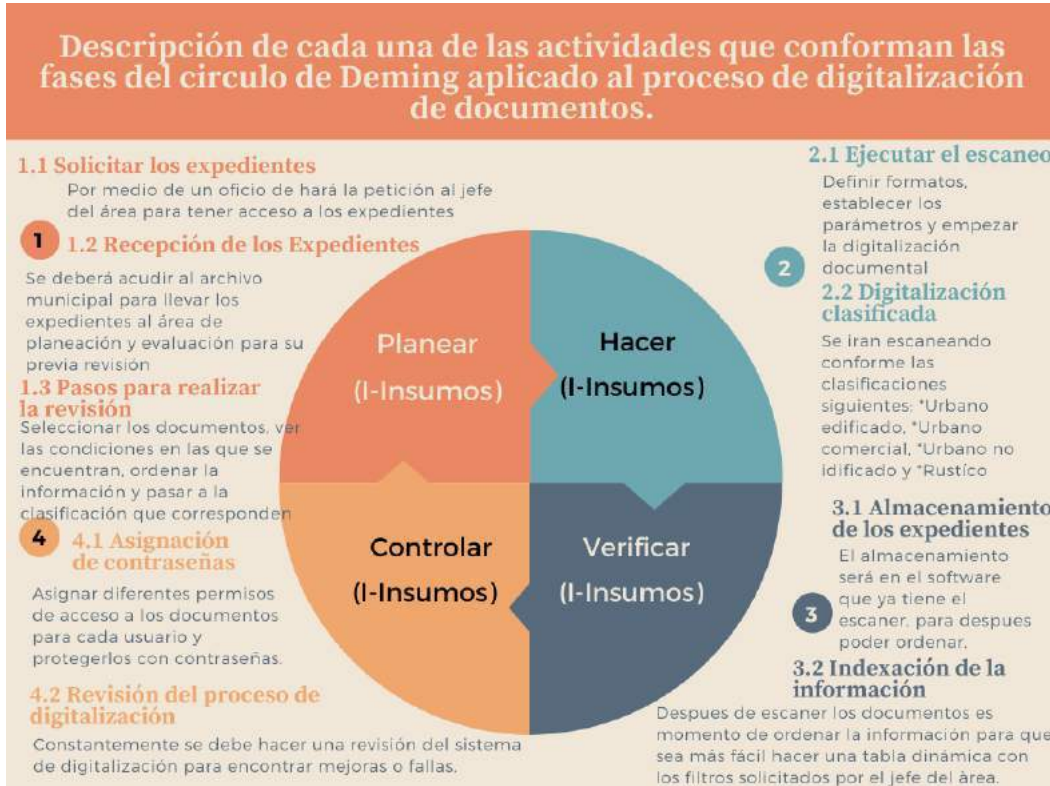 Descripción de cada una de las actividades que conforman las
fases del circulo de Deming aplicado al proceso de digitalización
de documentos.
1.1 Solicitar los expedientes
Por medio de un oficio de hará la petición al jefe
del área para tener acceso a los expedientes
1
1.2 Recepción de los Expedientes
Se deberá acudir al archivo
municipal para llevar los
expedientes al área de
planeación y evaluación para su
previa revisión
1.3 Pasos para realizar
la revisión
Seleccionar los documentos, ver
las condiciones en las que se
encuentran, ordenar la
información y pasar a la
clasificación que corresponden
Planear
(I-Insumos)
Hacer
(I-Insumos)
2.1 Ejecutar el escaneo
Definir formatos,
establecer los
parámetros y empezar
la digitalización
documental
2
2.2 Digitalización
clasificada
Se iran escaneando
conforme las
clasificaciones
siguientes: *Urbano
edificado, *Urbano
comercial, *Urbano no
idificado y *Rustíco
Controlar
(I-Insumos)
Verificar
(I-Insumos)
3.1 Almacenamiento
de los expedientes
El almacenamiento
será en el software
que ya tiene el
escaner, para despues
poder ordenar.
3
3.2 Indexación de la
información
Despues de escaner los documentos es
momento de ordenar la información para que
sea más fácil hacer una tabla dinámica con
los filtros solicitados por el jefe del àrea.
4
4.1 Asignación
de contraseñas
Asignar diferentes permisos
de acceso a los documentos
para cada usuario y
protegerlos con contraseñas.
4.2 Revisión del proceso de
digitalización
Constantemente se debe hacer una revisión del sistema
de digitalización para encontrar mejoras o fallas.